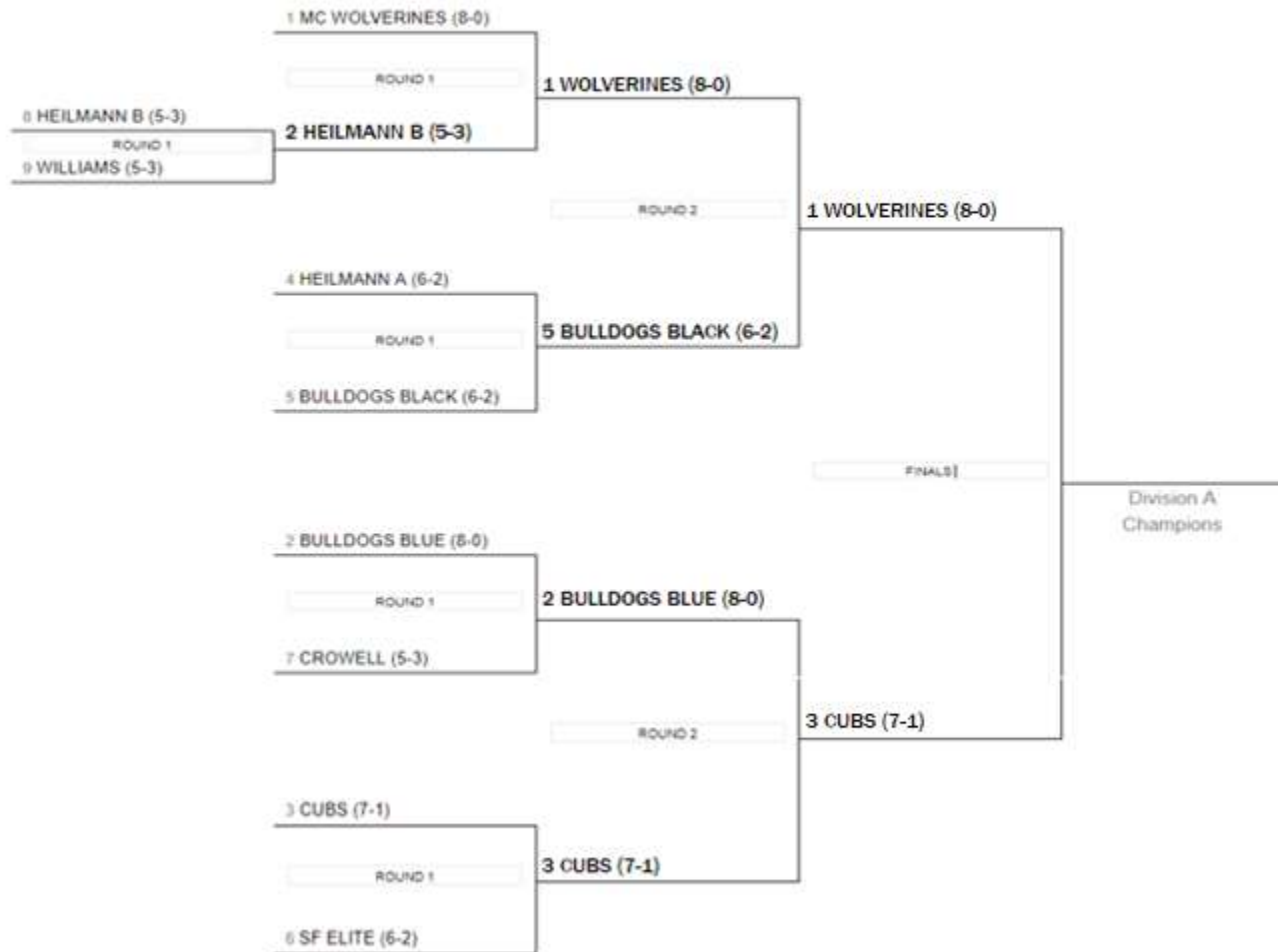 1 MC WOLVERINES (8-0)
ROUND 1
1 WOLVERINES (8-0)
8 HEILMANN B (5-3)
ROUND 1
9 WILLIAMS (5-3)
2 HEILMANN B (5-3)
ROUND 2
1 WOLVERINES (8-0)
4 HEILMANN A (6-2)
ROUND 1
5 BULLDOGS BLACK (6-2)
5 BULLDOGS BLACK (6-2)
FINALS
Division A
Champions
2 BULLDOGS BLUE (8-0)
ROUND 1
2 BULLDOGS BLUE (8-0)
7 CROWELL (5-3)
ROUND 2
3 CUBS (7-1)
3 CUBS (7-1)
ROUND 1
3 CUBS (7-1)
6 SF ELITE (6-2)